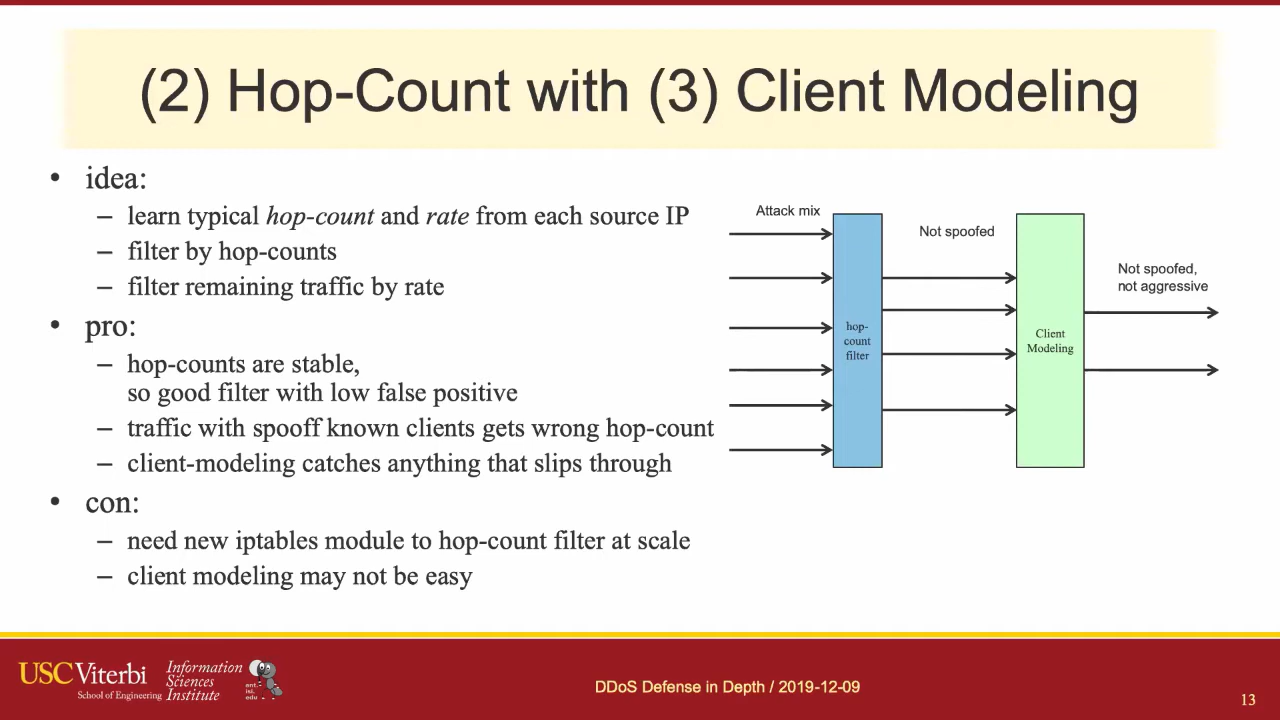 (2) Hop-Count with (3) Client Modeling
• idea:
– learn typical hop-count and rate from each source IP
– filter by hop-counts
– filter remaining traffic by rate
• pro:
– hop-counts are stable,
so good filter with low false positive
– traffic with spooff known clients gets wrong hop-count
– client-modeling catches anything that slips through
• con:
– need new iptables module to hop-count filter at scale
– client modeling may not be easy
Attack mix
hop-
count
filter
Not spoofed
Client
Modeling
Not spoofed,
not aggressive
USC Viterbi
School of Engineering
Information
Sciences
Institute
ant.
isi.
edu
DDoS Defense in Depth / 2019-12-09
13